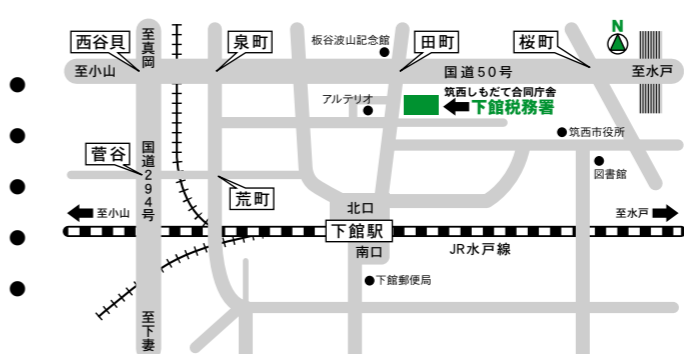 至真岡
西谷貝
泉町
板谷波山記念館
田町
桜町
N
至小山
国道50号
至水戸
アルテリオ
筑西しもだて合同庁舎
下館税務署
筑西市役所
菅谷
国道294号
図書館
荒町
至小山
北口
至水戸
下館駅
南口
JR水戸線
下館郵便局
至下妻